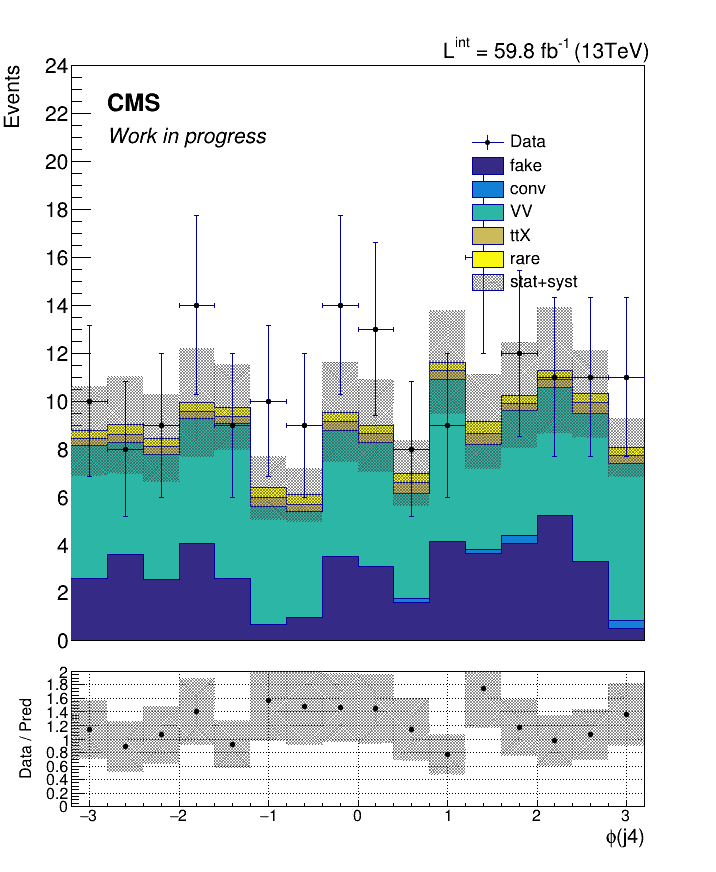 L^int = 59.8 fb^-1 (13TeV)
Events
24
22
20
18
16
14
12
10
8
6
4
2
0
CMS
Work in progress
Data
fake
conv
VV
ttX
rare
stat+syst
Data / Pred
2
1.8
1.6
1.4
1.2
1
0.8
0.6
0.4
0.2
0
−3 −2 −1 0 1 2 3
ϕ(j4)